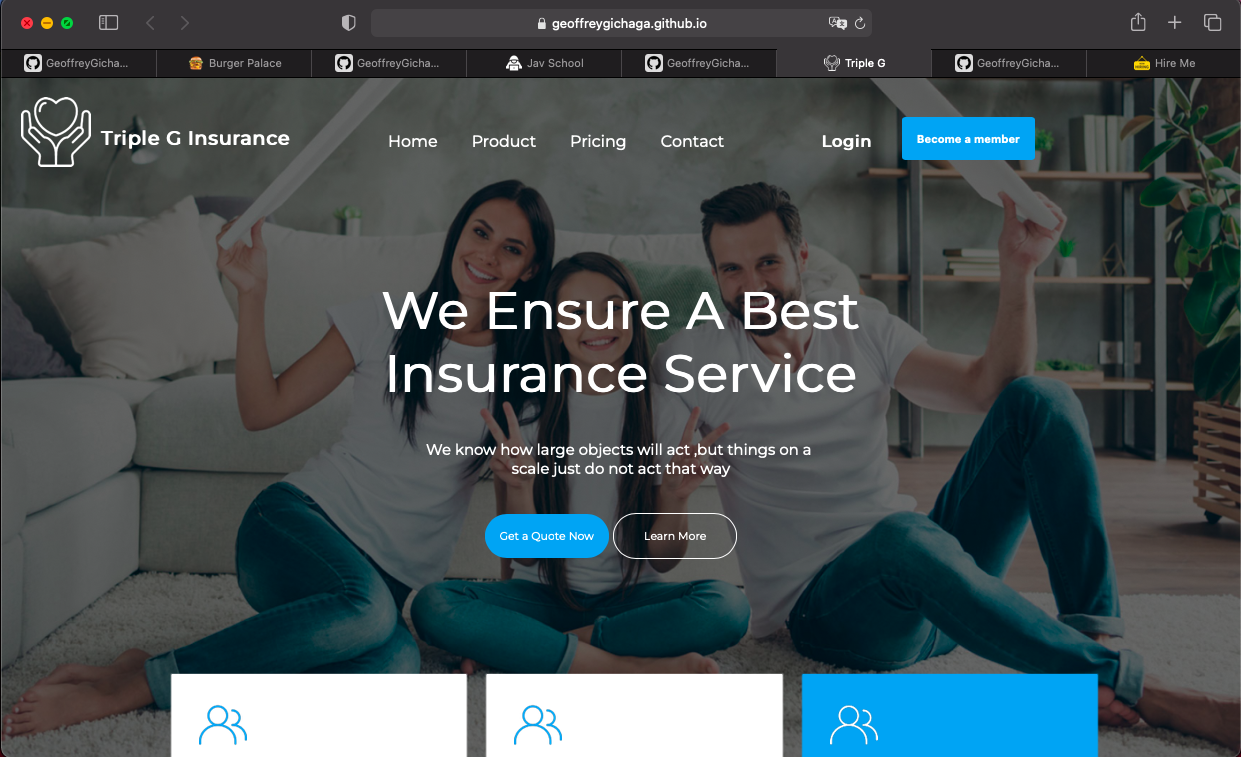 geoffreygichaga.github.io
GeoffreyGichaga...
Burger Palace
GeoffreyGicha...
Jav School
GeoffreyGicha...
Triple G
GeoffreyGicha...
Hire Me
Triple G Insurance
Home
Product
Pricing
Contact
Login
Become a member
We Ensure A Best
Insurance Service
We know how large objects will act ,but things on a
scale just do not act that way
Get a Quote Now
Learn More